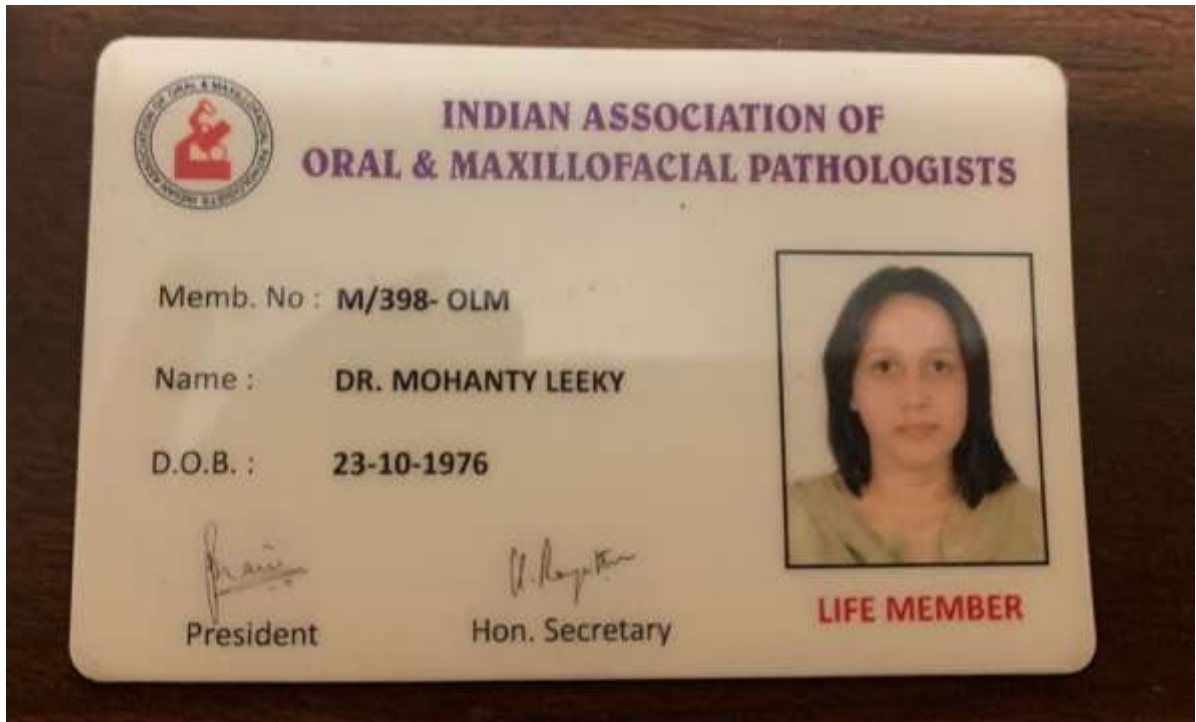 INDIAN ASSOCIATION OF
ORAL & MAXILLOFACIAL PATHOLOGISTS
Memb. No : M/398- OLM
Name : DR. MOHANTY LEEKY
D.O.B. : 23-10-1976
President
Hon. Secretary
LIFE MEMBER